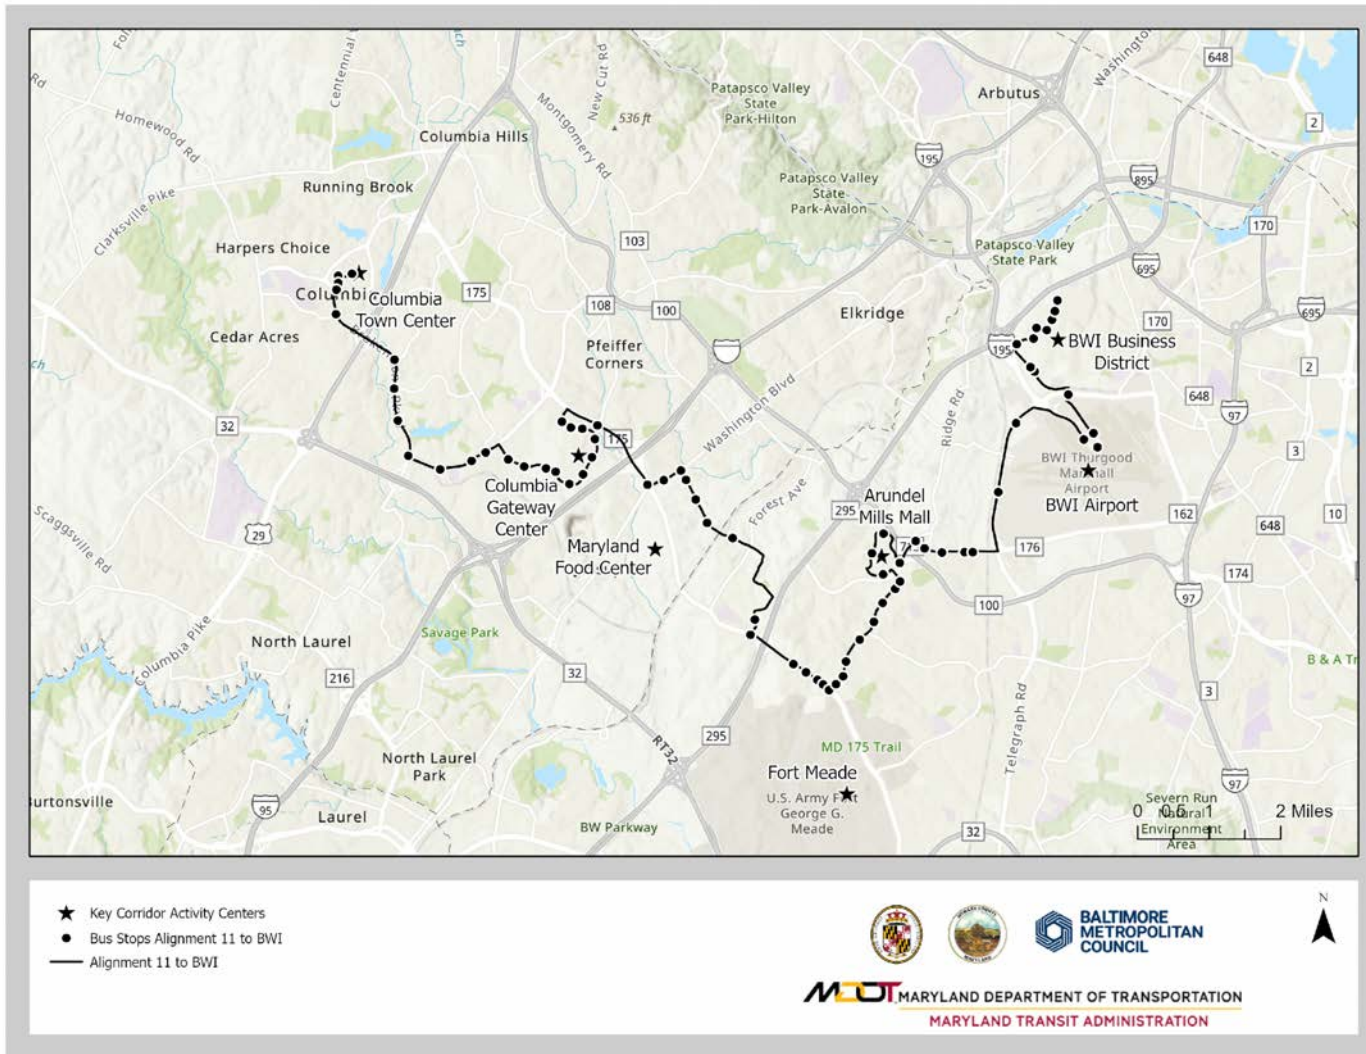 648
Washington
Arbutus
Patapsco Valley
State
Park-Hilton
New Cut Rd
Centennial
Rd
Homewood Rd
536 ft
Montgomery Rd
Columbia Hills
2
195
895
Patapsco Valley
State
Park-Avalon
Running Brook
Clarksville Pike
170
Harpers Choice
103
Patapsco Valley
State Park
695
Columbia
Town Center
175
108
100
Elkridge
170
695
Cedar Acres
Pfeiffer
Corners
195
BWI Business
District
2
ch
Washington Blvd
Ridge Rd
648
97
32
175
3
BWI Thurgood
Airport
BWI Airport
Columbia
Gateway
Center
Forest Ave
Arundel
Mills Mall
295
162
648
10
Scaggsville Rd
29
Maryland
Food Center
176
174
97
100
Columbia Pike
North Laurel
Savage Park
B & A Tr
216
32
3
Telegraph Rd
295
RT32
MD 175 Trail
North Laurel
Park
Fort Meade
U.S. Army
George G.
Meade
97
Burtonsville
95
Laurel
BW Parkway
32
Severn Run
Natural
Environment
Area
0 0.5 1 2 Miles
Key Corridor Activity Centers
Bus Stops Alignment 11 to BWI
Alignment 11 to BWI
BALTIMORE
METROPOLITAN
COUNCIL
N
MDOT MARYLAND DEPARTMENT OF TRANSPORTATION
MARYLAND TRANSIT ADMINISTRATION